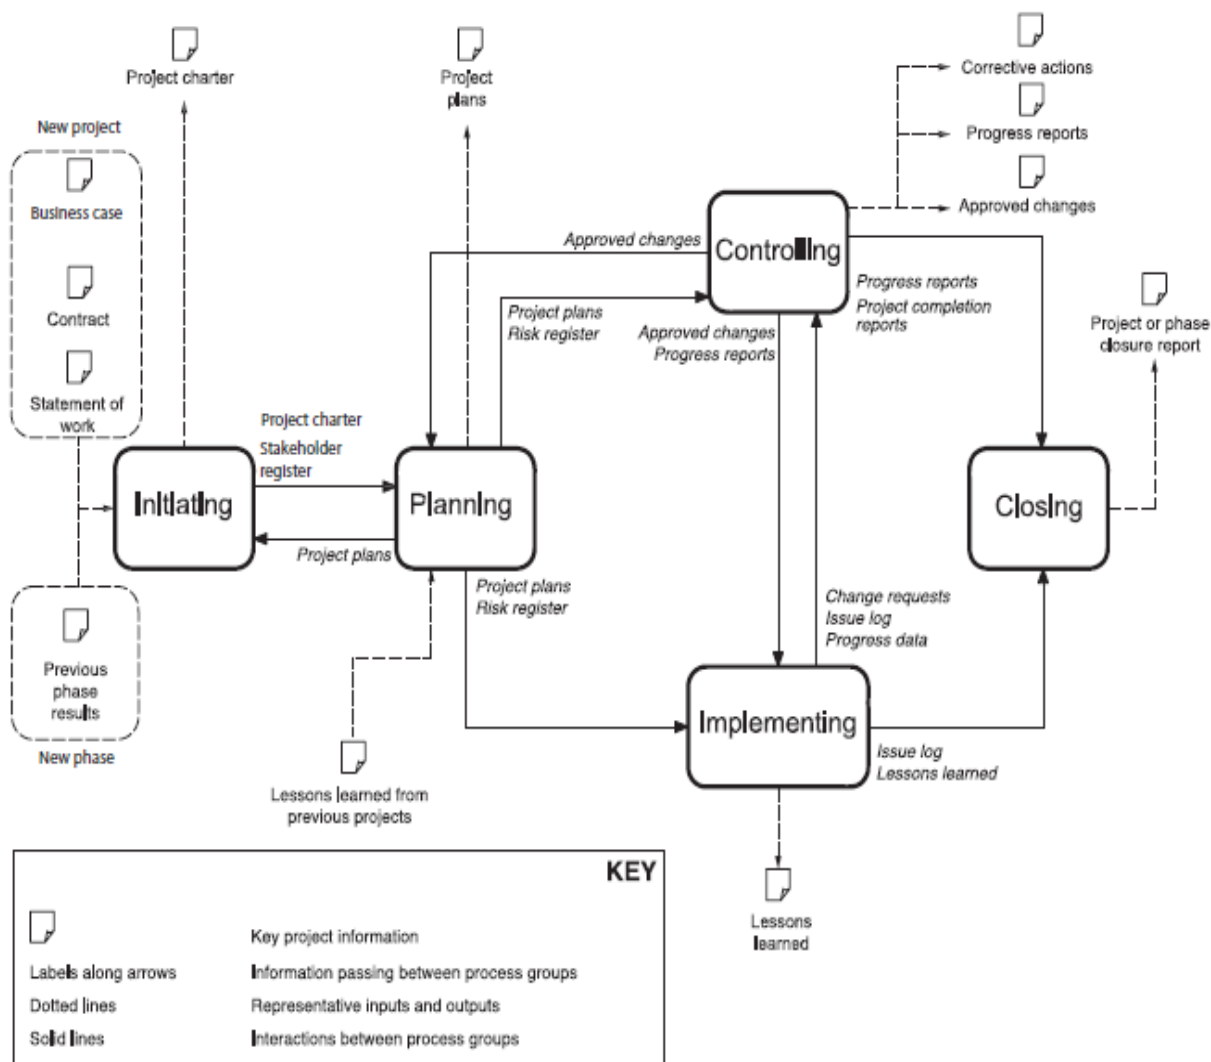 Project charter
Project
plans
Corrective actions
Progress reports
Approved changes
New project
Business case
Contract
Statement of
work
Approved changes
Controlling
Project plans
Risk register
Approved changes
Progress reports
Progress reports
Project completion
reports
Project or phase
closure report
Project charter
Stakeholder
register
Initiating
Planning
Closing
Project plans
Project plans
Risk register
Change requests
Issue log
Progress data
Previous
phase
results
New phase
Implementing
Issue log
Lessons learned
Lessons learned from
previous projects
Lessons
learned
KEY
Key project information
Labels along arrows Information passing between process groups
Dotted lines Representative inputs and outputs
Solid lines Interactions between process groups